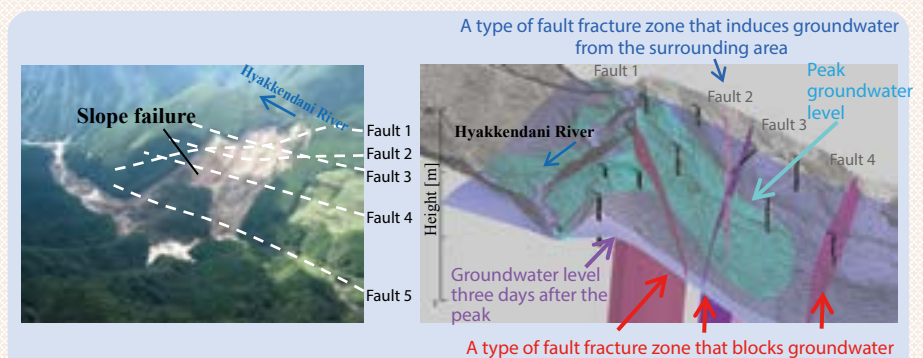 A type of fault fracture zone that induces groundwater
from the surrounding area
Hyakkendani River
Slope failure
Fault 1
Fault 2
Fault 3
Fault 4
Fault 5
Fault 1
Fault 2
Fault 3
Fault 4
Peak
groundwater
level
Hyakkendani River
Height [m]
Groundwater level
three days after the
peak
A type of fault fracture zone that blocks groundwater